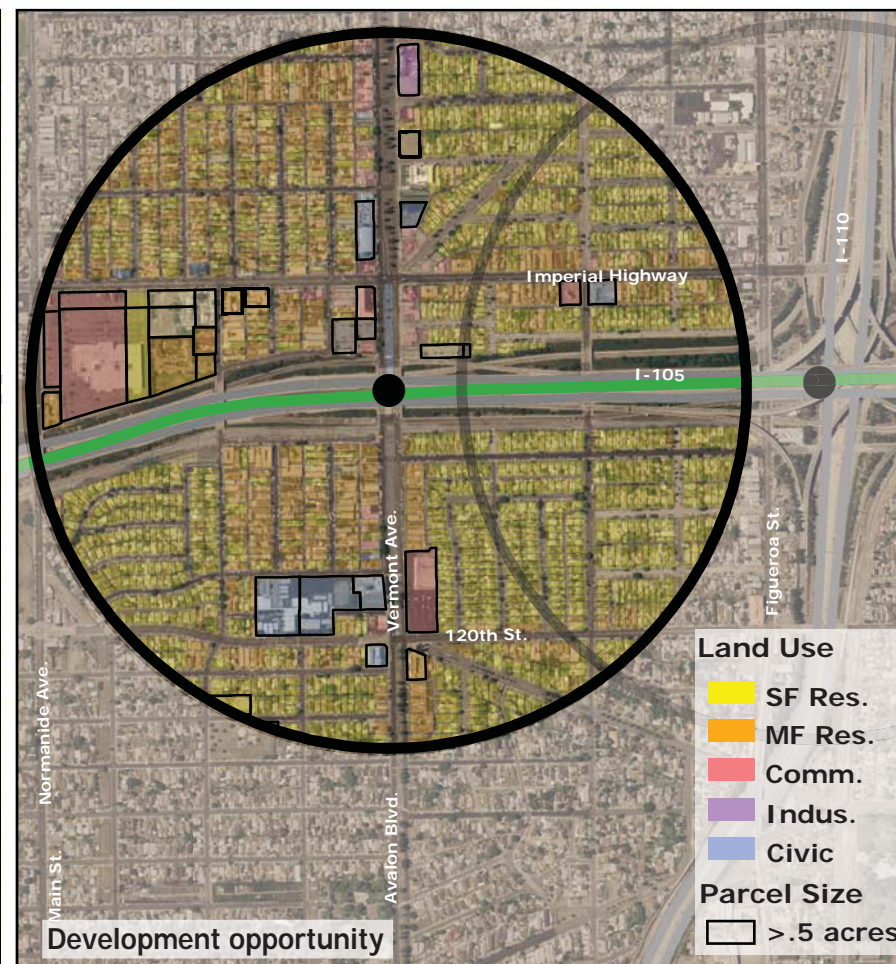 I-110
Imperial Highway
I-105
Vermont Ave.
Figueroa St.
120th St.
Normanide Ave.
Avalon Blvd.
Main St.
Land Use
SF Res.
MF Res.
Comm.
Indus.
Civic
Parcel Size
>.5 acres
Development opportunity